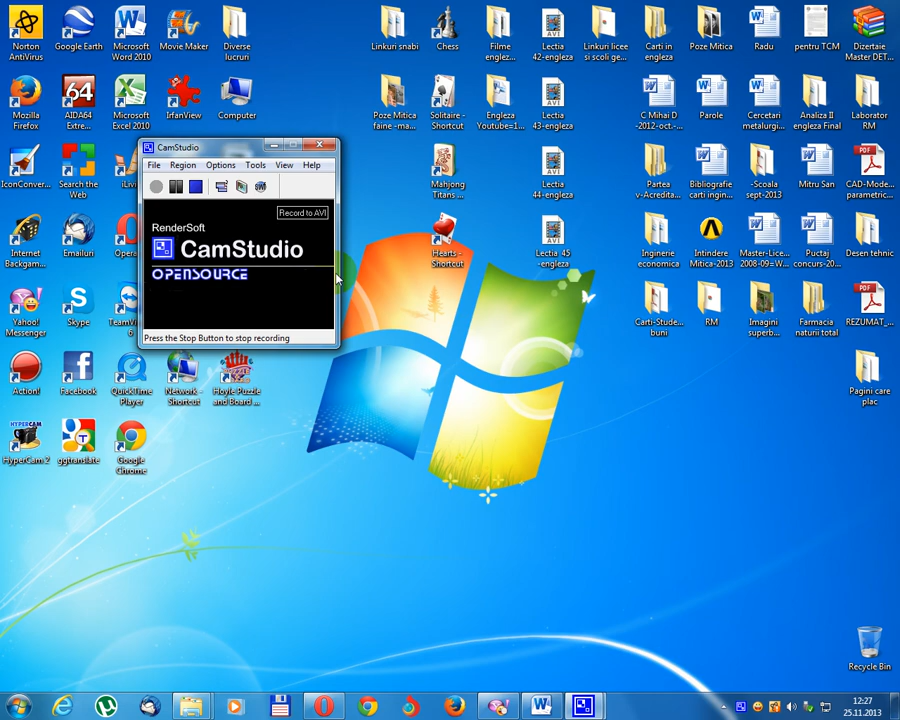 Norton
AntiVirus
Google Earth
Microsoft
Word 2010
Movie Maker
Diverse
lucruri
Linkuri snabi
Chess
Filme
englez...
Lectia
42-engleza
Linkuri licee
si scoli ge...
Carti in
engleza
Poze Mitica
Radu
pentru TCM
Dizertaie
Master DET...
Mozilla
Firefox
64
AIDA64
Extre...
Microsoft
Excel 2010
IrfanView
Computer
Poze Mitica
faine -ma...
Solitaire -
Shortcut
Engleza
Youtube=1...
Lectia
43-engleza
C Mihai D
-2012-oct.-...
Parole
Cercetari
metalurgi...
Analiza II
engleza Final
Laborator
RM
IconConver...
Search the
Web
iLivi
Mahjong
Titans ...
Lectia
44-engleza
Partea
v-Acredita...
Bibliografie
carti ingin...
-Scoala
sept-2013
Mitru San
CAD-Mode...
parametric...
Internet
Backgam...
Emailuri
Opera
Hearts -
Shortcut
Lectia 45
-engleza
Inginerie
economica
Intindere
Mitica-2013
Master-Lice...
2008-09=W...
Puctaj
concurs-20...
Desen tehnic
Yahoo!
Messenger
Skype
TeamVi
6
Carti-Stude...
buni
RM
Imagini
superb...
Farmacia
naturii total
REZUMAT_...
Action!
Facebook
QuickTime
Player
Network -
Shortcut
Hoyle Puzzle
and Board ...
Pagini care
plac
HYPERCAM
HyperCam 2
ggtranslate
Google
Chrome
CamStudio
File Region Options Tools View Help
Record to AVI
RenderSoft
CamStudio
OPENSOURCE
Press the Stop Button to stop recording
Recycle Bin
12:27
25.11.2013